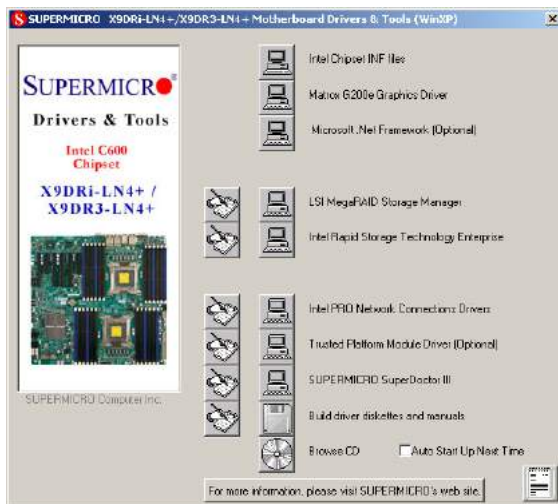 SUPERMICRO X9DRi-LN4+/X9DR3-LN4+ Motherboard Drivers & Tools (WinXP)
SUPERMICRO
Drivers & Tools
Intel C600
Chipset
X9DRi-LN4+ /
X9DR3-LN4+
SUPERMICRO Computer Inc.
Intel Chipset INF files
Matrox G200e Graphics Driver
Microsoft .Net Framework (Optional)
LSI MegaRAID Storage Manager
Intel Rapid Storage Technology Enterprise
Intel PRO Network Connections Drivers
Trusted Platform Module Driver (Optional)
SUPERMICRO SuperDoctor III
Build driver diskettes and manuals
Browse CD
Auto Start Up Next Time
For more information, please visit SUPERMICRO's web site.